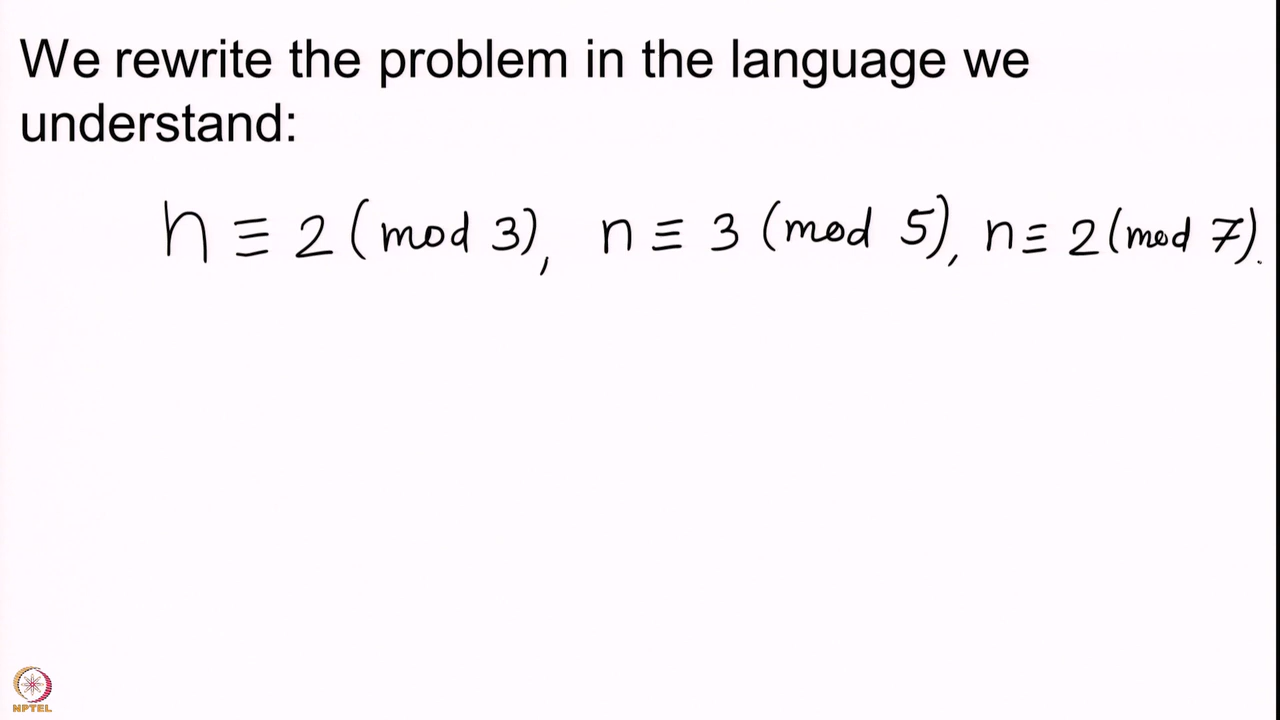 We rewrite the problem in the language we
understand:
n ≡ 2 (mod 3), n ≡ 3 (mod 5), n ≡ 2 (mod 7).
NPTEL